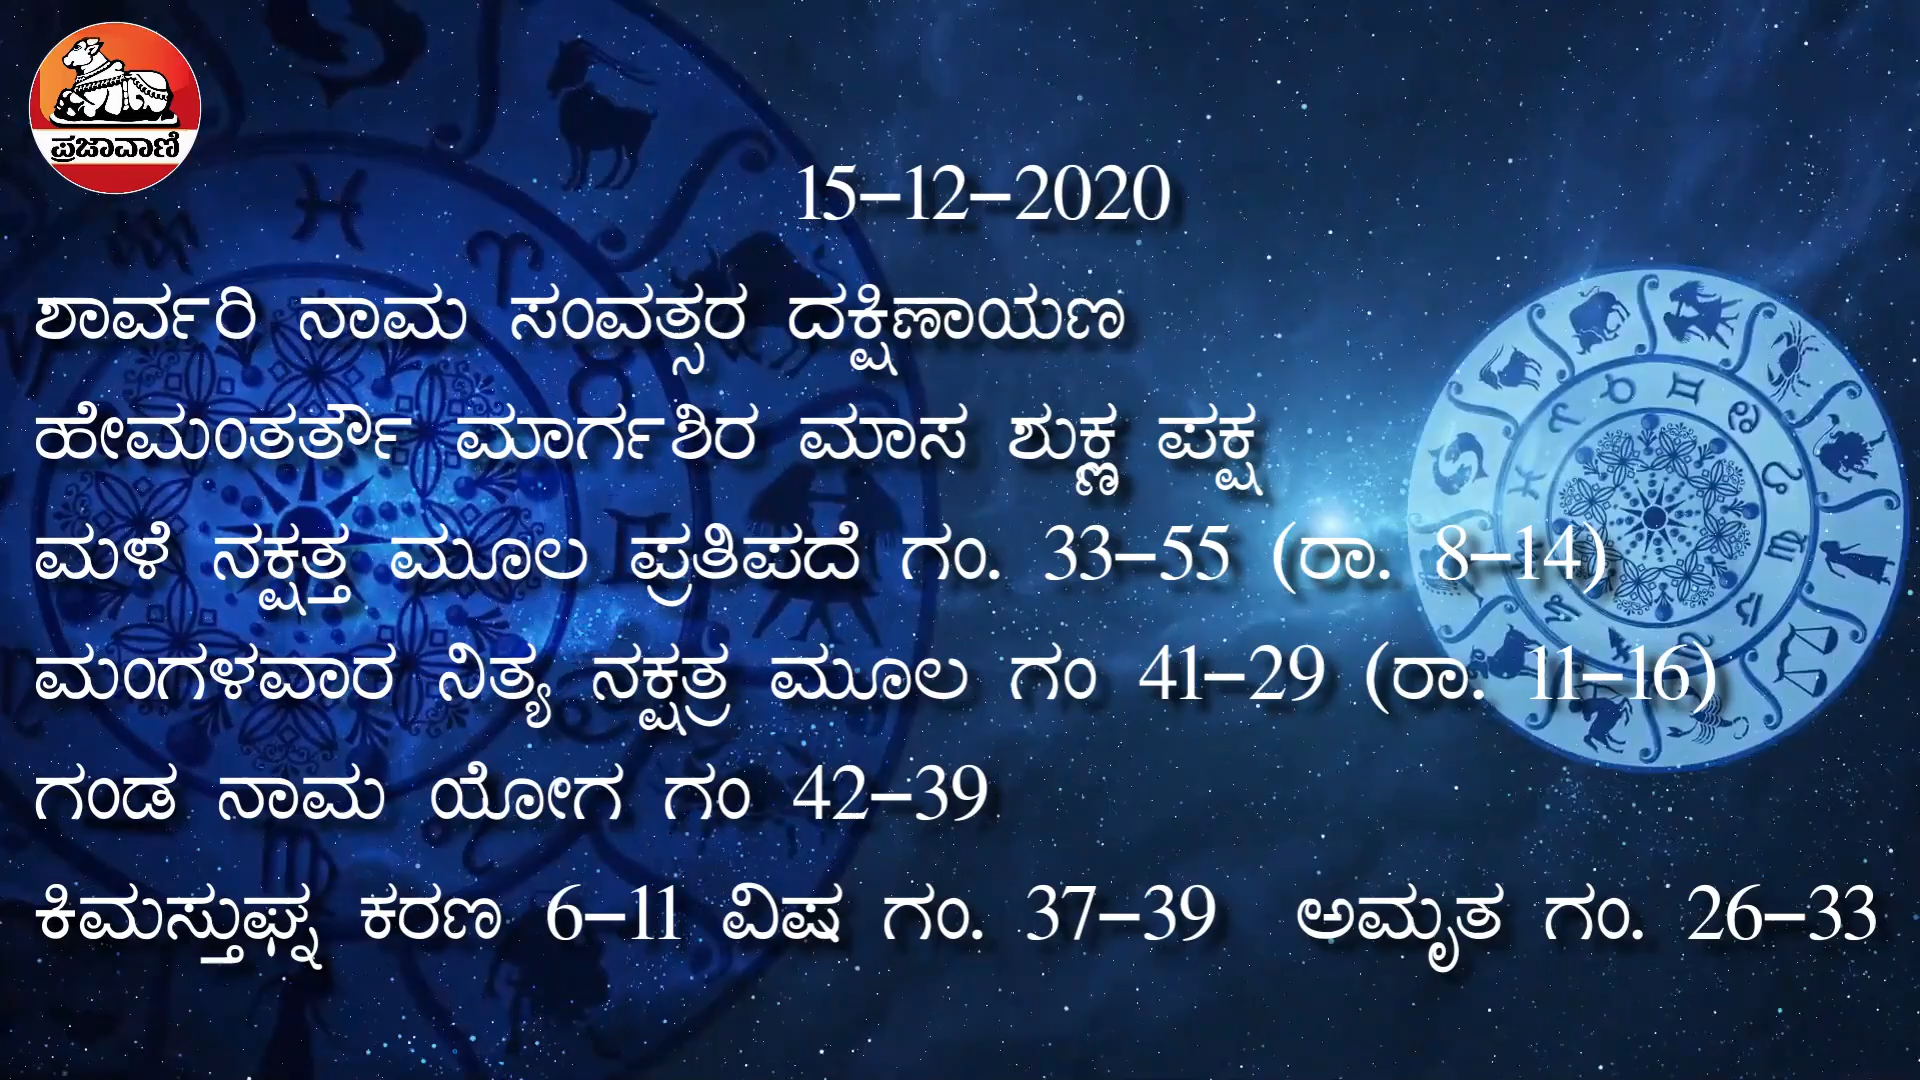 ಪ್ರಜಾವಾಣಿ
15-12-2020
ಶಾರ್ವರಿ ನಾಮ ಸಂವತ್ಸರ ದಕ್ಷಿಣಾಯಣ
ಹೇಮಂತರ್ತೌ ಮಾರ್ಗಶಿರ ಮಾಸ ಶುಕ್ಣ ಪಕ್ಷ
ಮಳೆ ನಕ್ಷತ್ತ ಮೂಲ ಪ್ರತಿಪದೆ ಗಂ. 33-55 (ರಾ. 8-14)
ಮಂಗಳವಾರ ನಿತ್ಯ ನಕ್ಷತ್ರ ಮೂಲ ಗಂ 41-29 (ರಾ. 11-16)
ಗಂಡ ನಾಮ ಯೋಗ ಗಂ 42-39
ಕಿಮಸ್ತುಘ್ನ ಕರಣ 6-11 ವಿಷ ಗಂ. 37-39 ಅಮೃತ ಗಂ. 26-33